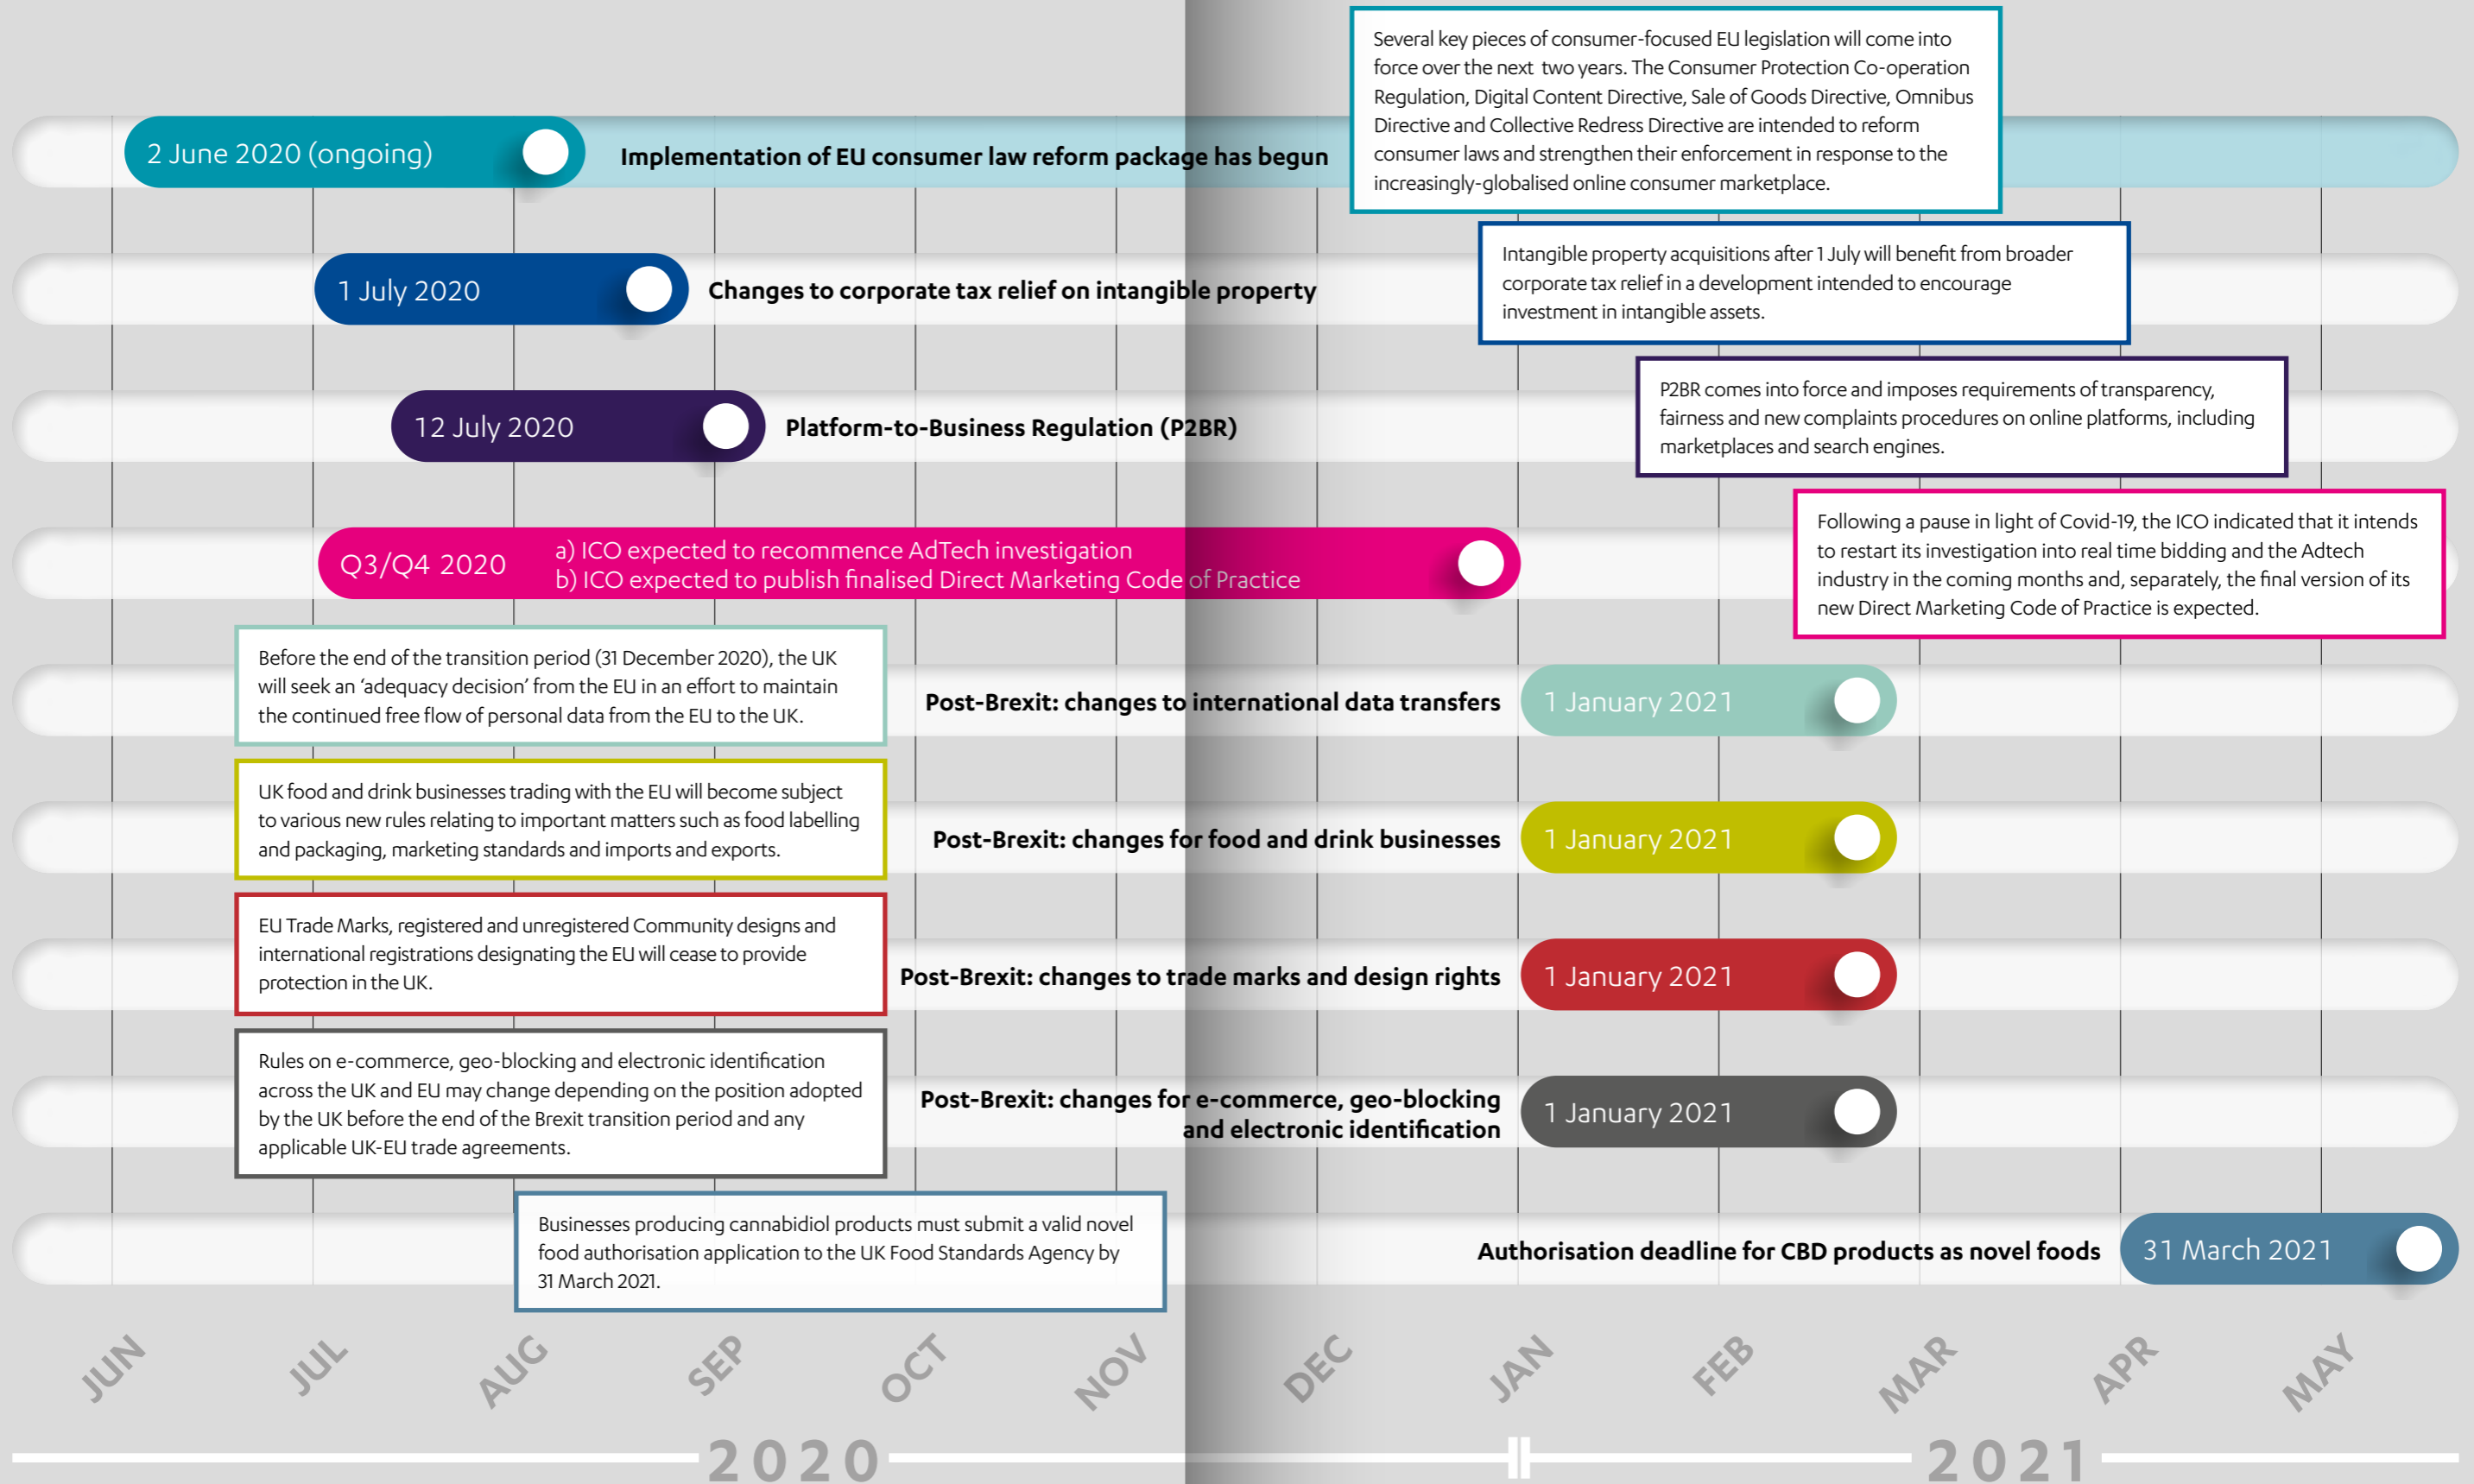 Several key pieces of consumer-focused EU legislation will come into
force over the next two years. The Consumer Protection Co-operation
Regulation, Digital Content Directive, Sale of Goods Directive, Omnibus
Directive and Collective Redress Directive are intended to reform
consumer laws and strengthen their enforcement in response to the
increasingly-globalised online consumer marketplace.
2 June 2020 (ongoing)
Implementation of EU consumer law reform package has begun
1 July 2020
Changes to corporate tax relief on intangible property
Intangible property acquisitions after 1 July will benefit from broader
corporate tax relief in a development intended to encourage
investment in intangible assets.
12 July 2020
Platform-to-Business Regulation (P2BR)
P2BR comes into force and imposes requirements of transparency,
fairness and new complaints procedures on online platforms, including
marketplaces and search engines.
Q3/Q4 2020
a) ICO expected to recommence AdTech investigation
b) ICO expected to publish finalised Direct Marketing Code of Practice
Following a pause in light of Covid-19, the ICO indicated that it intends
to restart its investigation into real time bidding and the Adtech
industry in the coming months and, separately, the final version of its
new Direct Marketing Code of Practice is expected.
Before the end of the transition period (31 December 2020), the UK
will seek an ‘adequacy decision’ from the EU in an effort to maintain
the continued free flow of personal data from the EU to the UK.
Post-Brexit: changes to international data transfers
1 January 2021
UK food and drink businesses trading with the EU will become subject
to various new rules relating to important matters such as food labelling
and packaging, marketing standards and imports and exports.
Post-Brexit: changes for food and drink businesses
1 January 2021
EU Trade Marks, registered and unregistered Community designs and
international registrations designating the EU will cease to provide
protection in the UK.
Post-Brexit: changes to trade marks and design rights
1 January 2021
Rules on e-commerce, geo-blocking and electronic identification
across the UK and EU may change depending on the position adopted
by the UK before the end of the Brexit transition period and any
applicable UK-EU trade agreements.
Post-Brexit: changes for e-commerce, geo-blocking
and electronic identification
1 January 2021
Businesses producing cannabidiol products must submit a valid novel
food authorisation application to the UK Food Standards Agency by
31 March 2021.
Authorisation deadline for CBD products as novel foods
31 March 2021
JUN
JUL
AUG
SEP
OCT
NOV
DEC
JAN
FEB
MAR
APR
MAY
2020
2021